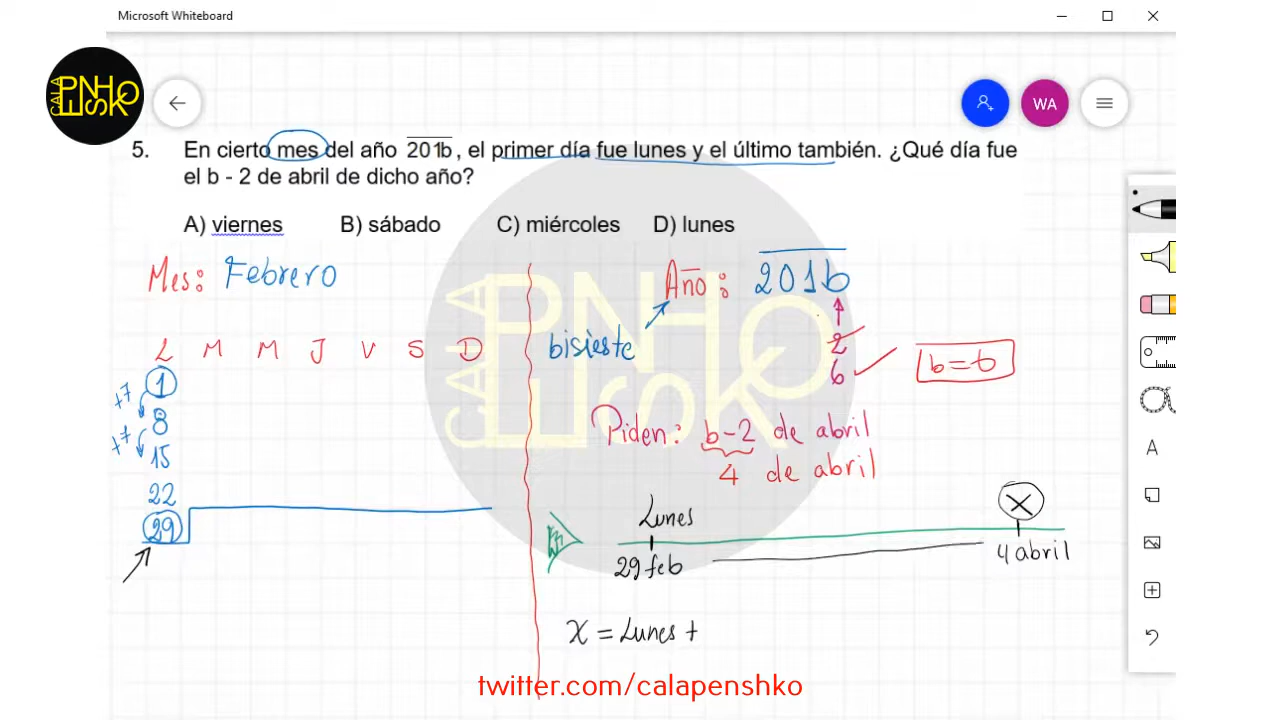 Microsoft Whiteboard
CALA
PENHO
ESK
WA
5. En cierto mes del año 201b, el primer día fue lunes y el último también. ¿Qué día fue
el b - 2 de abril de dicho año?
A) viernes B) sábado C) miércoles D) lunes
Mes: Febrero
Año: 201b
bisieste
2
6
b=6
L M M J V S D
+7 1
+7 8
15
22
29
Piden: b-2 de abril
4 de abril
Lunes
X
29 feb
4 abril
X = Lunes +
A
twitter.com/calapenshko